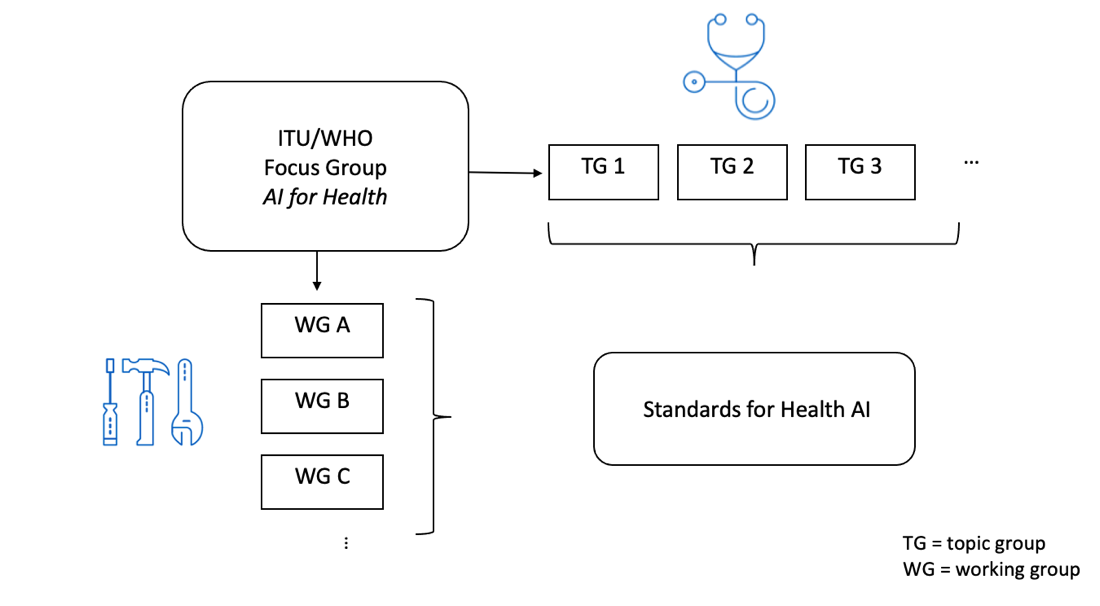 ITU/WHO
Focus Group
AI for Health
TG 1
TG 2
TG 3
...
WG A
WG B
WG C
...
Standards for Health AI
TG = topic group
WG = working group